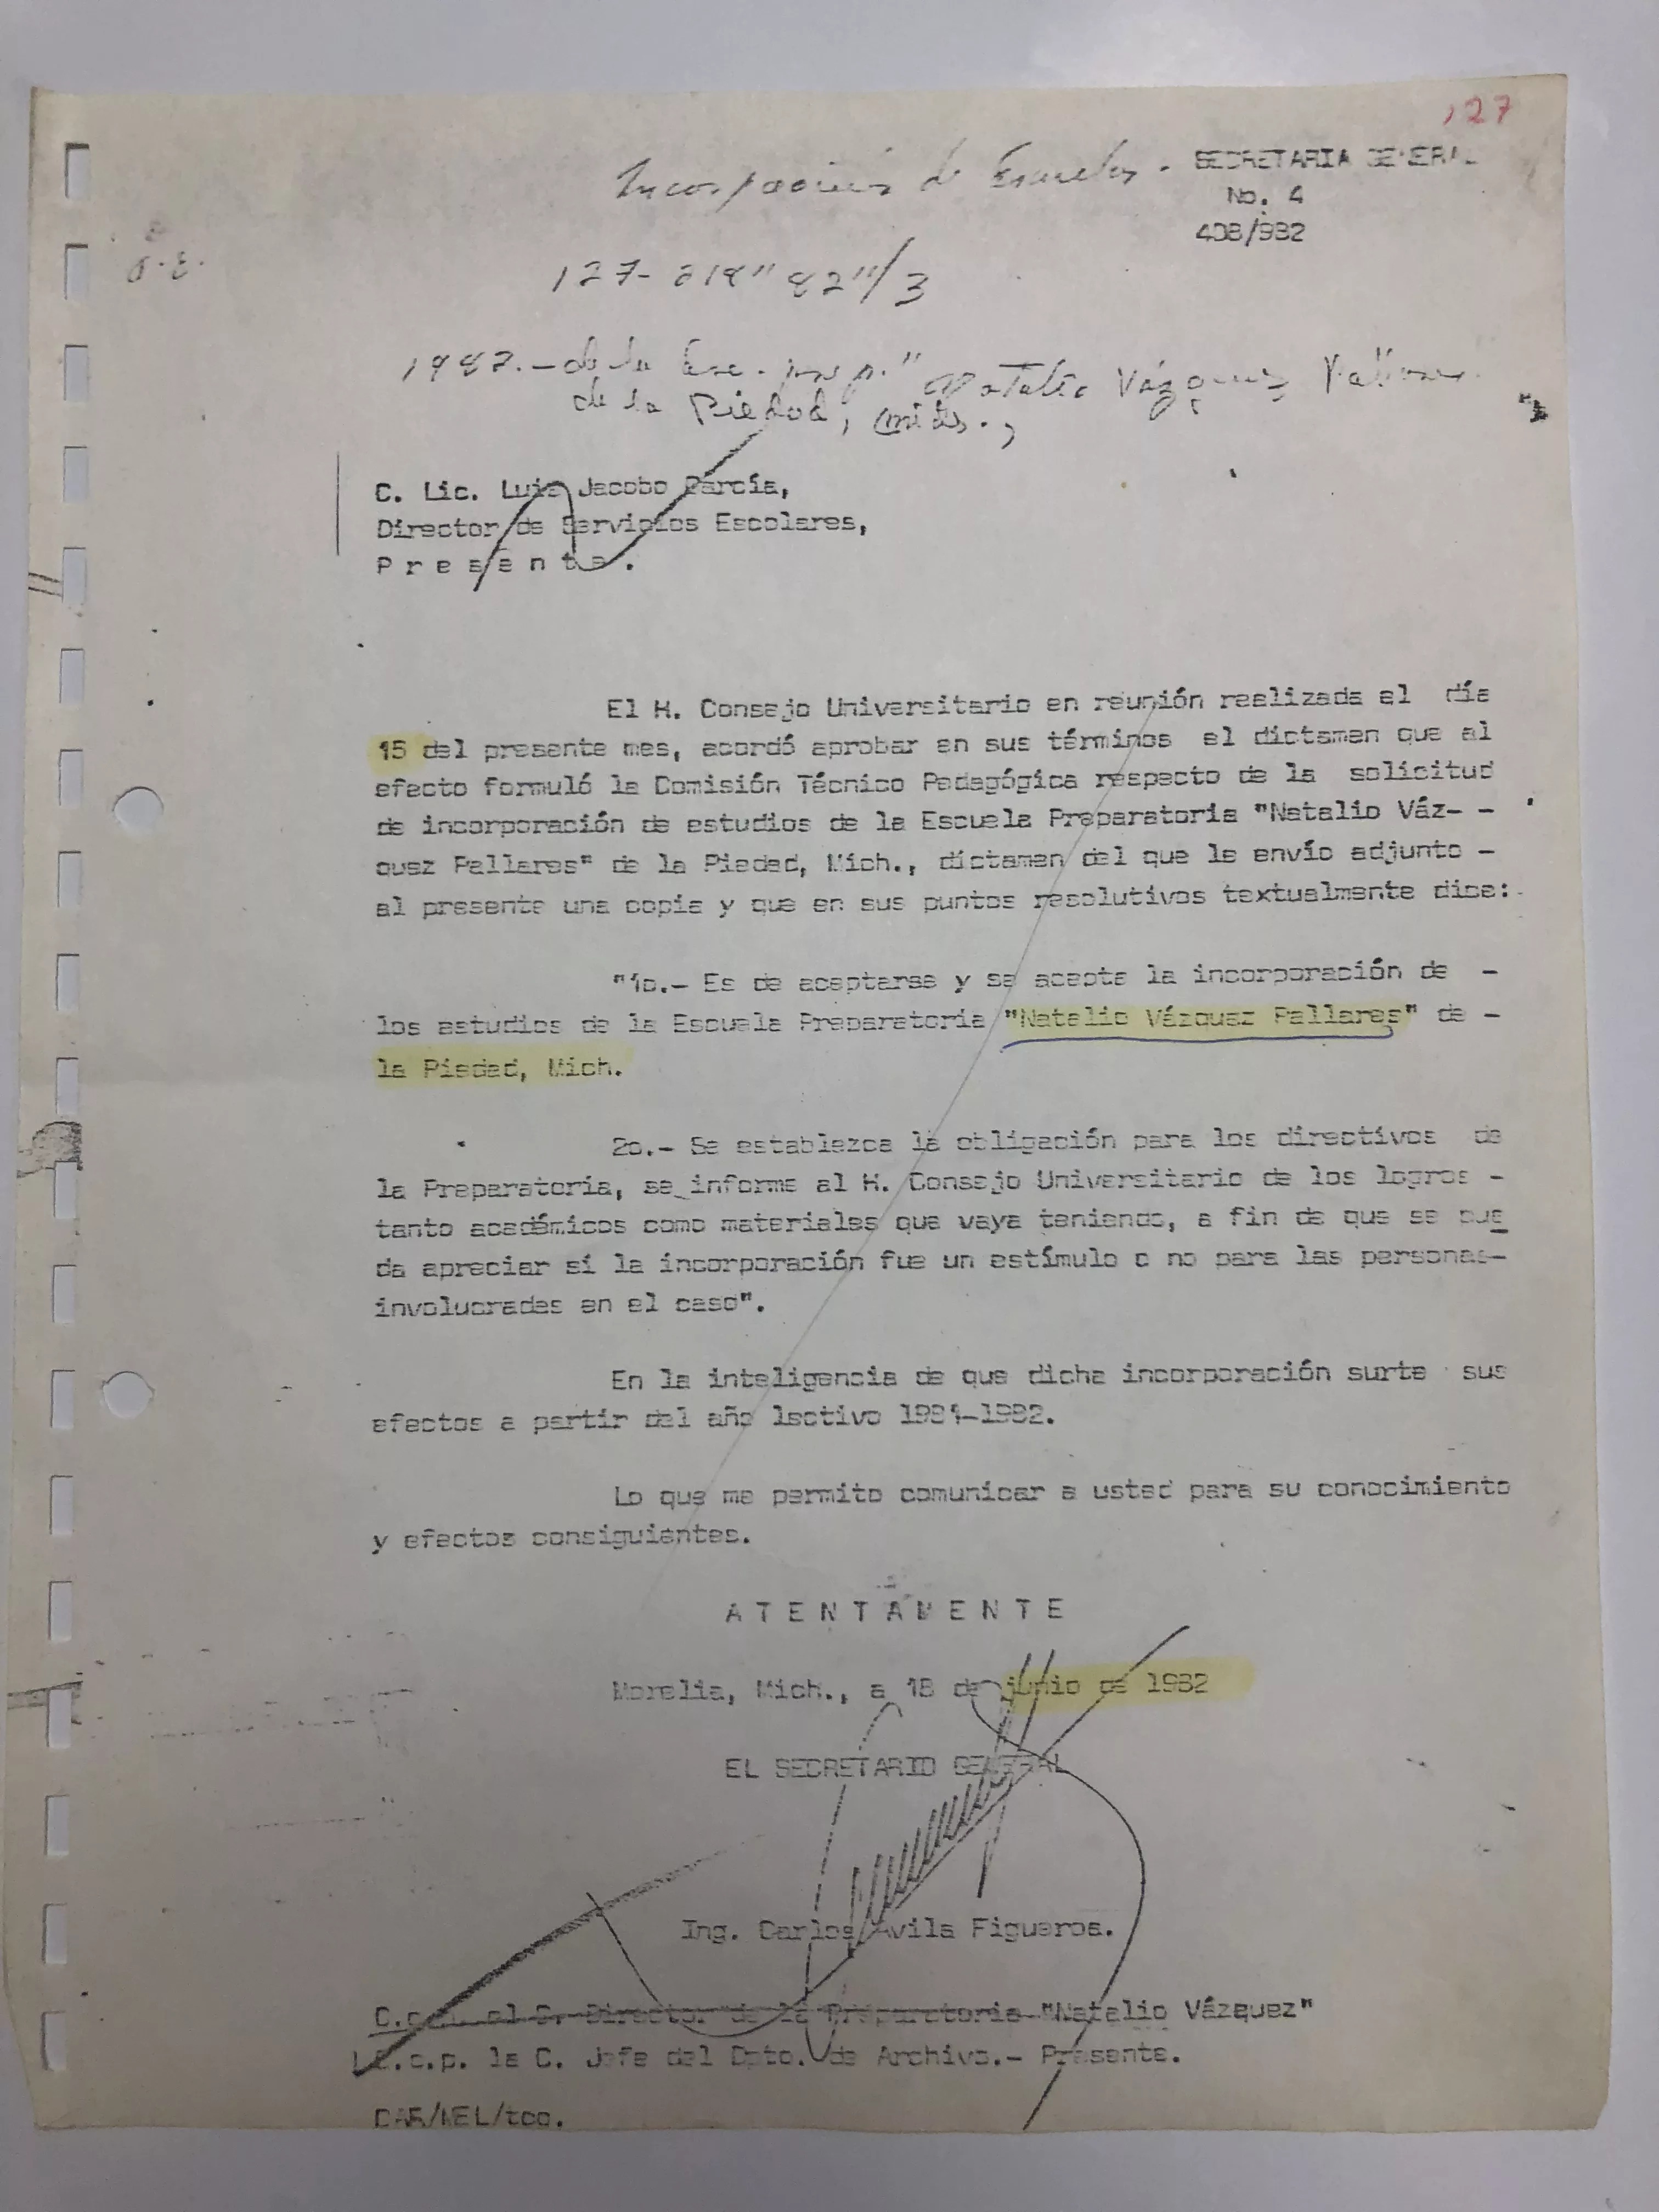 127
Incorporación de Escuelas.
SECRETARIA GENERAL
No. 4
408/982
127- 218" 82"/3
1982.- de la Esc. prep. "Natalio Vázquez Pallares
de la Piedad, Mich.,
C. Lic. Luis Jacobo García,
Director de Servicios Escolares,
P r e s e n t e .
El H. Consejo Universitario en reunión realizada el día
15 del presente mes, acordó aprobar en sus términos el dictamen que al
efecto formuló la Comisión Técnico Pedagógica respecto de la solicitud
de incorporación de estudios de la Escuela Preparatoria "Natalio Váz- -
quez Pallares" de la Piedad, Mich., dictamen del que le envío adjunto -
al presente una copia y que en sus puntos resolutivos textualmente dice:-
"1o.- Es de aceptarse y se acepta la incorporación de -
los estudios de la Escuela Preparatoria "Natalio Vázquez Pallares" de -
la Piedad, Mich.
2o.- Se establezca la obligación para los directivos de
la Preparatoria, se informe al H. Consejo Universitario de los logros -
tanto académicos como materiales que vaya teniendo, a fin de que se pue
da apreciar si la incorporación fue un estímulo o no para las personas-
involucradas en el caso".
En la inteligencia de que dicha incorporación surte sus
efectos a partir del año lectivo 1981-1982.
Lo que me permito comunicar a usted para su conocimiento
y efectos consiguientes.
A T E N T A M E N T E
Morelia, Mich., a 18 de junio de 1982
EL SECRETARIO GENERAL
Ing. Carlos Avila Figueroa.
C.c.p. el C. Director de la Preparatoria "Natalio Vázquez"
C.c.p. la C. Jefe del Dpto. de Archivo.- Presente.
CAF/MEL/tco.